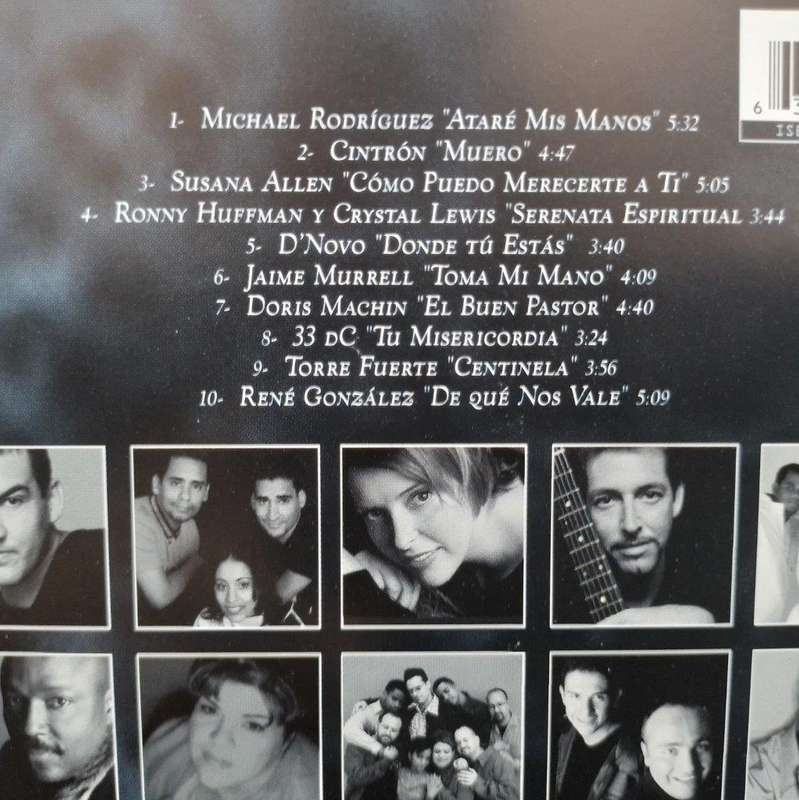 6 3
ISB
1- MICHAEL RODRÍGUEZ "ATARÉ MIS MANOS" 5:32
2- CINTRÓN "MUERO" 4:47
3- SUSANA ALLEN "CÓMO PUEDO MERECERTE A TI" 5:05
4- RONNY HUFFMAN Y CRYSTAL LEWIS "SERENATA ESPIRITUAL 3:44
5- D'NOVO "DONDE TÚ ESTÁS" 3:40
6- JAIME MURRELL "TOMA MI MANO" 4:09
7- DORIS MACHIN "EL BUEN PASTOR" 4:40
8- 33 DC "TU MISERICORDIA" 3:24
9- TORRE FUERTE "CENTINELA" 3:56
10- RENÉ GONZÁLEZ "DE QUÉ NOS VALE" 5:09